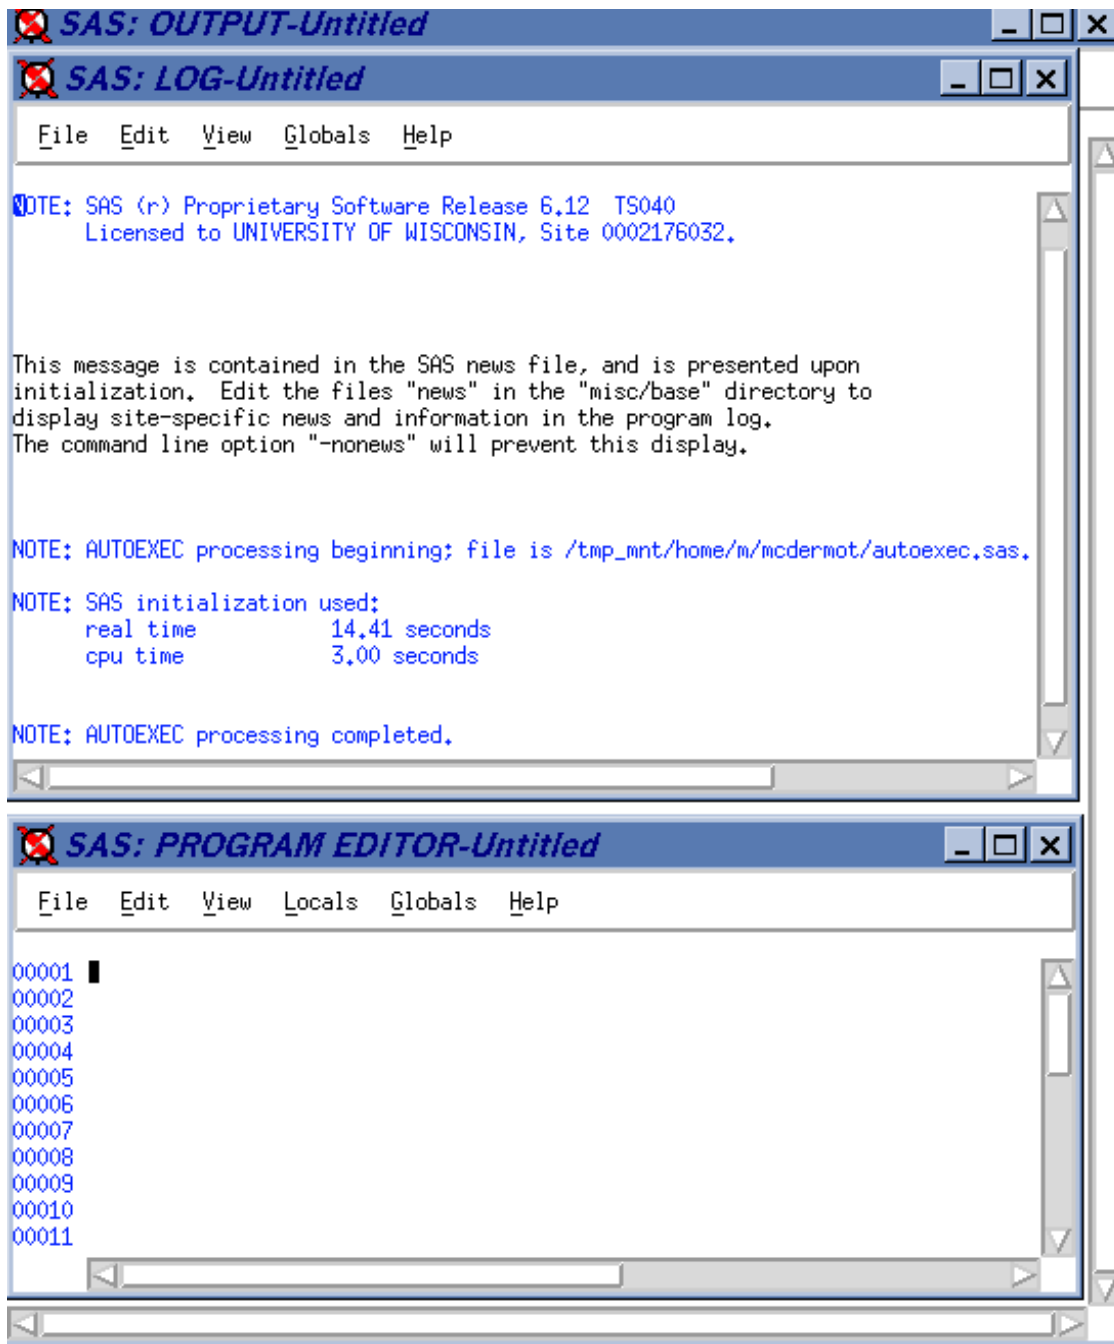 SAS: OUTPUT-Untitled
SAS: LOG-Untitled
File Edit View Globals Help
NOTE: SAS (r) Proprietary Software Release 6.12 TS040
Licensed to UNIVERSITY OF WISCONSIN, Site 0002176032.
This message is contained in the SAS news file, and is presented upon
initialization. Edit the files "news" in the "misc/base" directory to
display site-specific news and information in the program log.
The command line option "-nonews" will prevent this display.
NOTE: AUTOEXEC processing beginning; file is /tmp_mnt/home/m/mcdermot/autoexec.sas.
NOTE: SAS initialization used:
real time 14.41 seconds
cpu time 3.00 seconds
NOTE: AUTOEXEC processing completed.
SAS: PROGRAM EDITOR-Untitled
File Edit View Locals Globals Help
00001
00002
00003
00004
00005
00006
00007
00008
00009
00010
00011